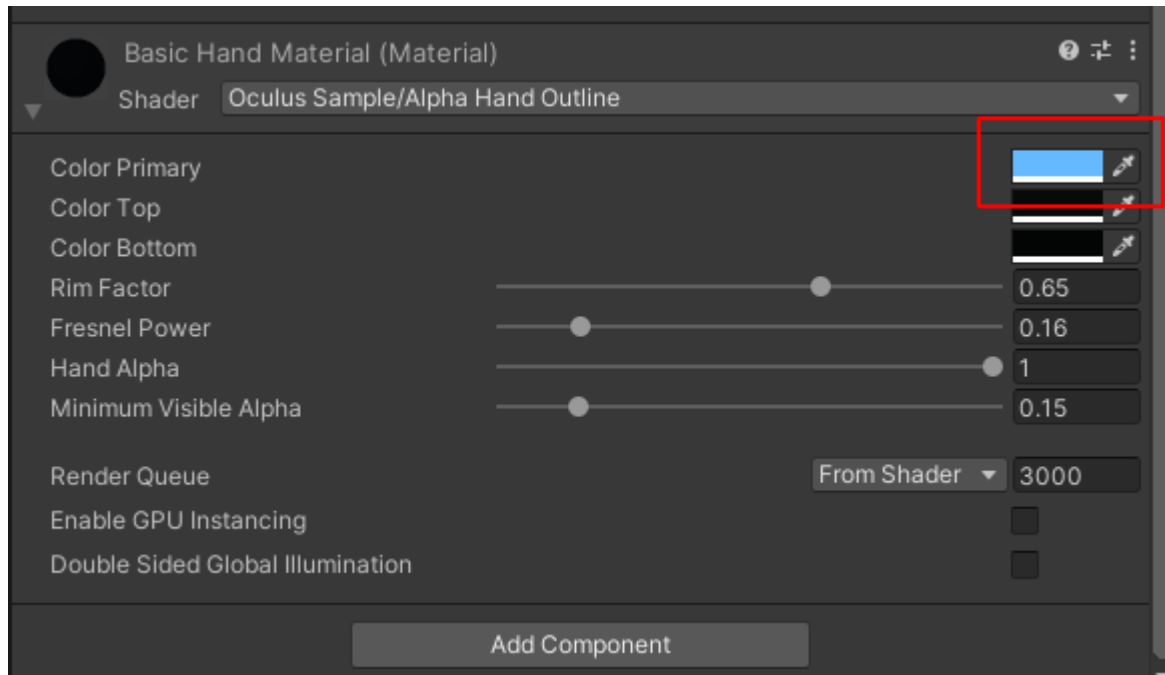 Basic Hand Material (Material)
Shader Oculus Sample/Alpha Hand Outline
Color Primary
Color Top
Color Bottom
Rim Factor 0.65
Fresnel Power 0.16
Hand Alpha 1
Minimum Visible Alpha 0.15
Render Queue From Shader 3000
Enable GPU Instancing
Double Sided Global Illumination
Add Component